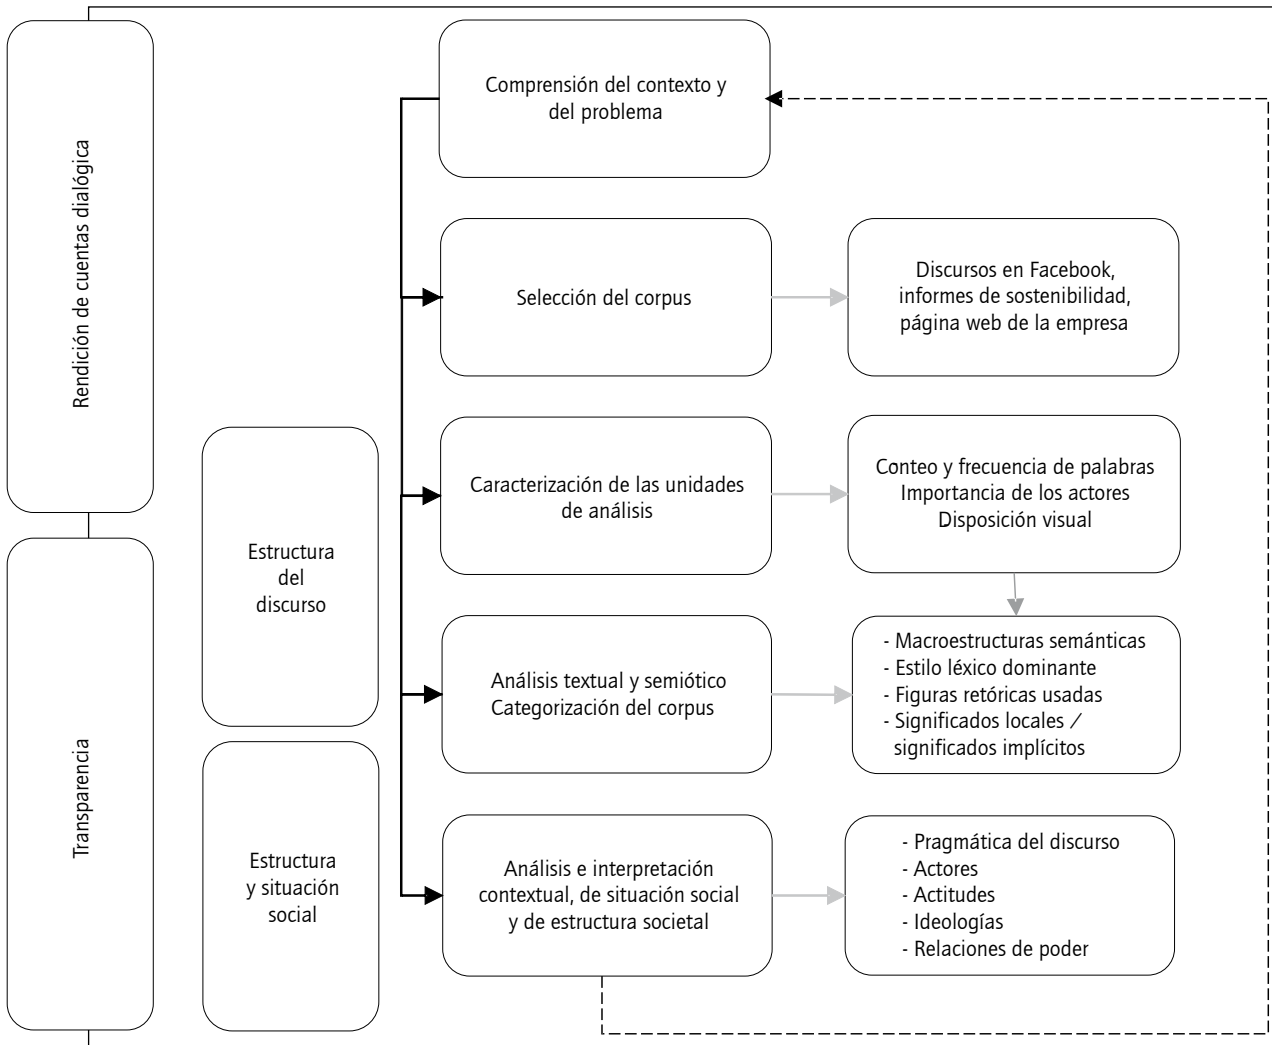 Rendición de cuentas dialógica
Transparencia
Estructura
del
discurso
Estructura
y situación
social
Comprensión del contexto y
del problema
Selección del corpus
Discursos en Facebook,
informes de sostenibilidad,
página web de la empresa
Caracterización de las unidades
de análisis
Conteo y frecuencia de palabras
Importancia de los actores
Disposición visual
Análisis textual y semiótico
Categorización del corpus
- Macroestructuras semánticas
- Estilo léxico dominante
- Figuras retóricas usadas
- Significados locales /
significados implícitos
Análisis e interpretación
contextual, de situación social
y de estructura societal
- Pragmática del discurso
- Actores
- Actitudes
- Ideologías
- Relaciones de poder